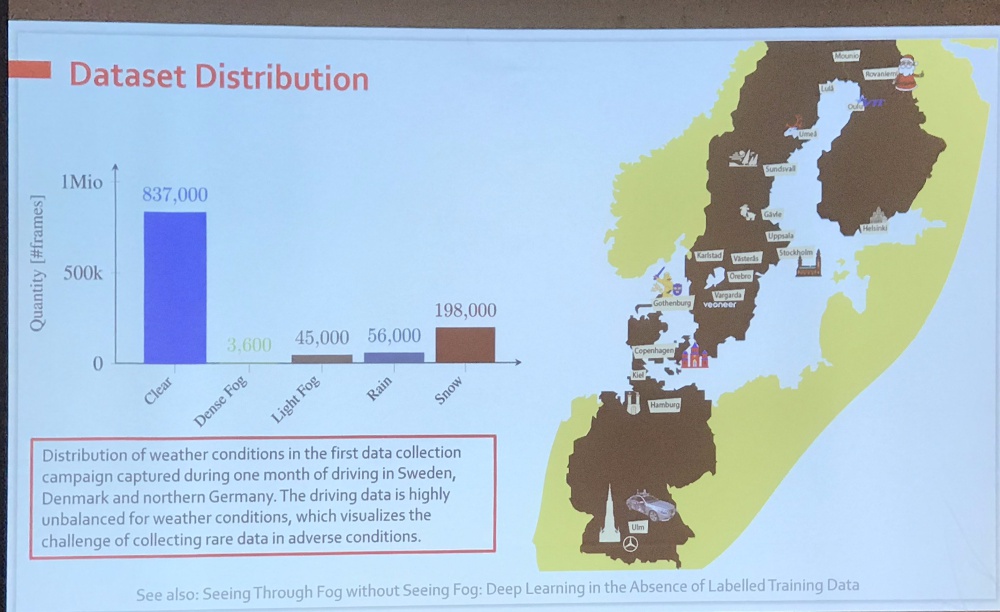 Dataset Distribution
Quantity [#frames]
1Mio
500k
0
837,000
3,600
45,000
56,000
198,000
Clear
Dense Fog
Light Fog
Rain
Snow
Distribution of weather conditions in the first data collection
campaign captured during one month of driving in Sweden,
Denmark and northern Germany. The driving data is highly
unbalanced for weather conditions, which visualizes the
challenge of collecting rare data in adverse conditions.
Mounio
Rovaniemi
Lulå
Oulu
Umeå
Sundsvall
Gävle
Helsinki
Uppsala
Stockholm
Karlstad
Västerås
Örebro
Gothenburg
Vargarda
veoneer
Copenhagen
Kiel
Hamburg
Ulm
See also: Seeing Through Fog without Seeing Fog: Deep Learning in the Absence of Labelled Training Data